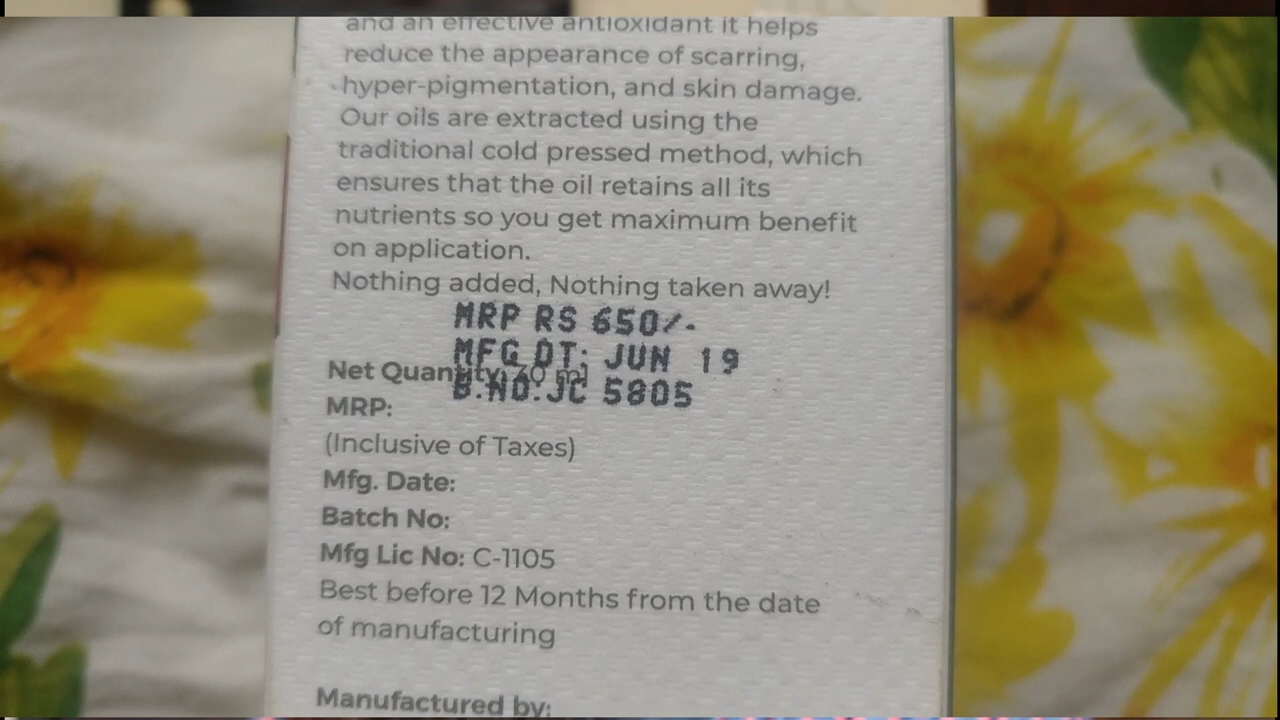 and an effective antioxidant it helps
reduce the appearance of scarring,
hyper-pigmentation, and skin damage.
Our oils are extracted using the
traditional cold pressed method, which
ensures that the oil retains all its
nutrients so you get maximum benefit
on application.
Nothing added, Nothing taken away!
MRP RS 650/-
MFG DT: JUN 19
Net Quantity: ml
B.NO.JC 5805
MRP:
(Inclusive of Taxes)
Mfg. Date:
Batch No:
Mfg Lic No: C-1105
Best before 12 Months from the date
of manufacturing
Manufactured by: